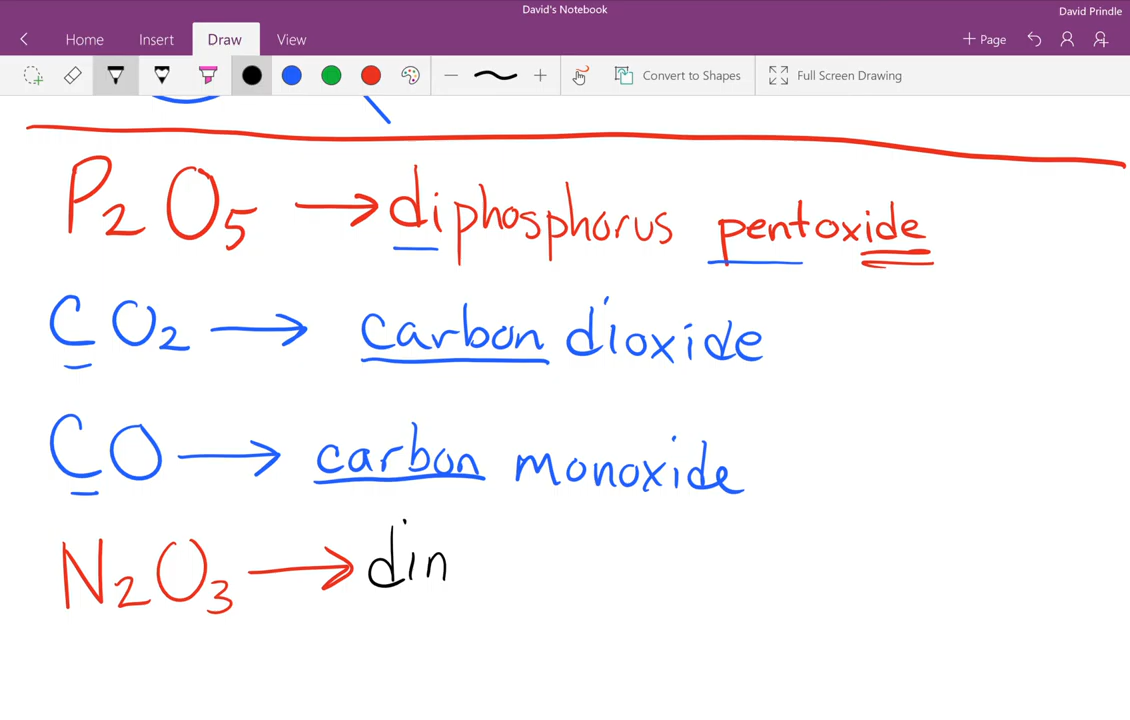 David's Notebook
David Prindle
Home Insert Draw View + Page
Convert to Shapes Full Screen Drawing
P₂O₅ → diphosphorus pentoxide
CO₂ → carbon dioxide
CO → carbon monoxide
N₂O₃ → din